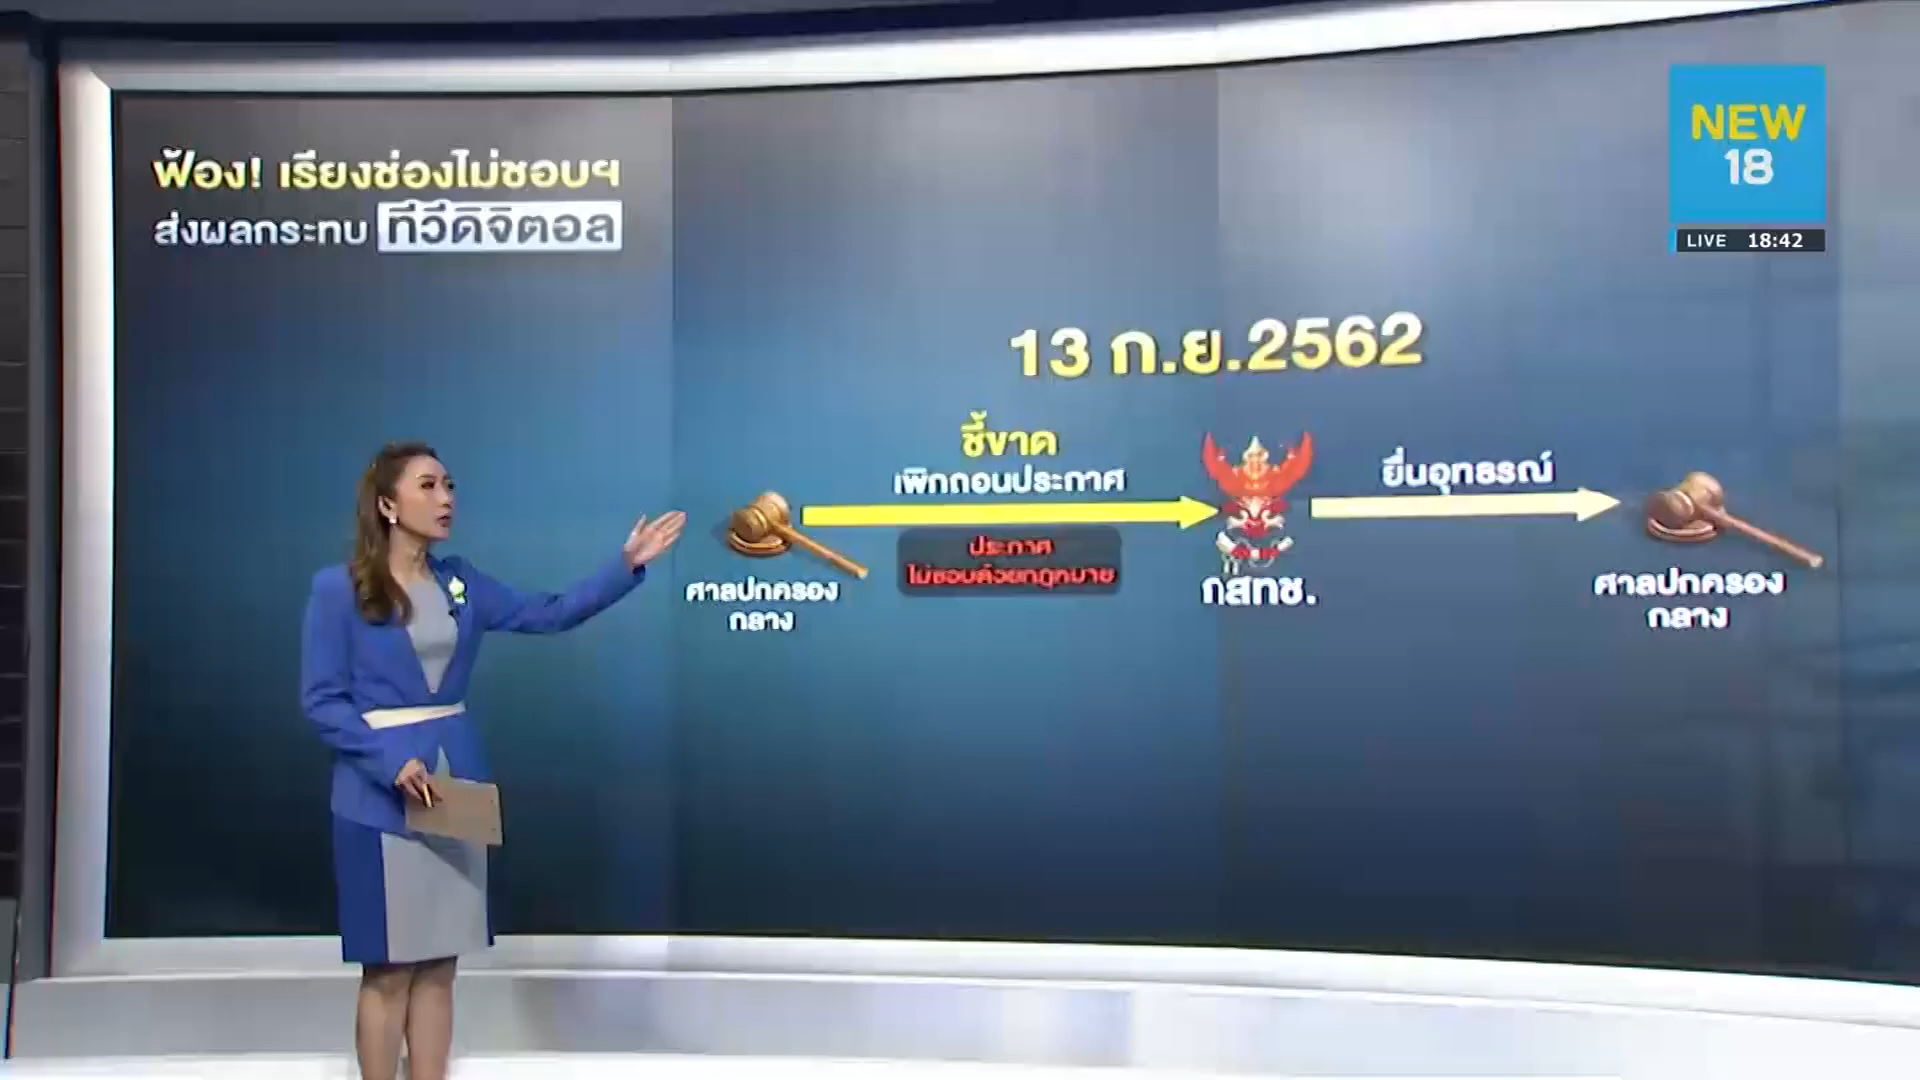 ฟ้อง! เรียงช่องไม่ชอบฯ
ส่งผลกระทบ ทีวีดิจิตอล
NEW
18
LIVE 18:42
13 ก.ย.2562
ชี้ขาด
เพิกถอนประกาศ
ประกาศ
ไม่ชอบด้วยกฎหมาย
ยื่นอุทธรณ์
ศาลปกครอง
กลาง
กสทช.
ศาลปกครอง
กลาง